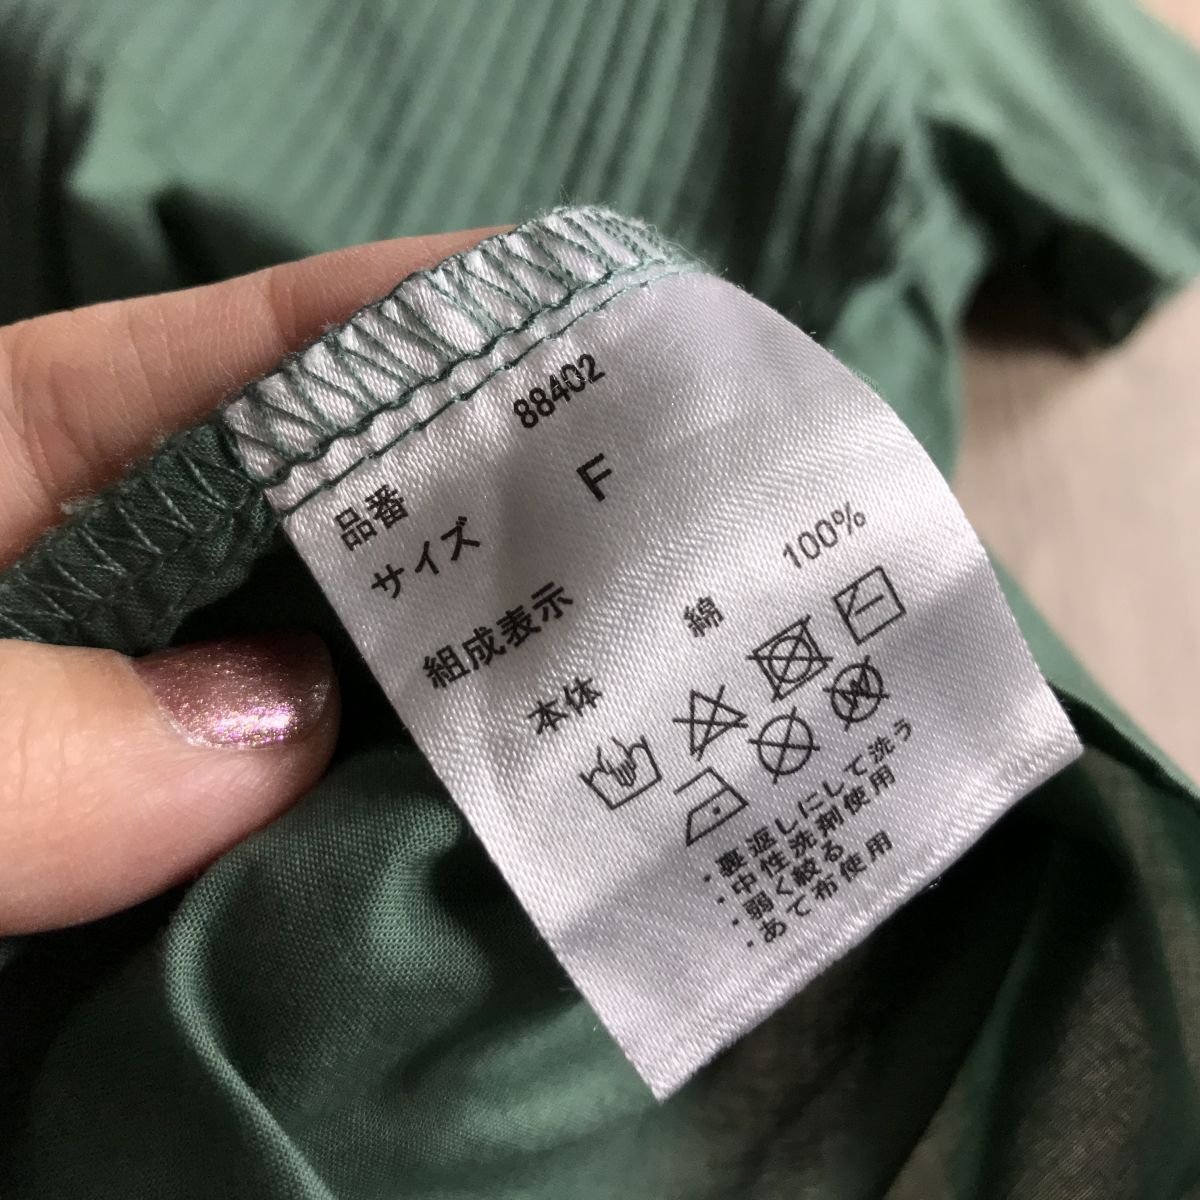 品番 88402
サイズ F
組成表示
本体 綿 100%
・裏返しにして洗う
・中性洗剤使用
・弱く絞る
・あて布使用